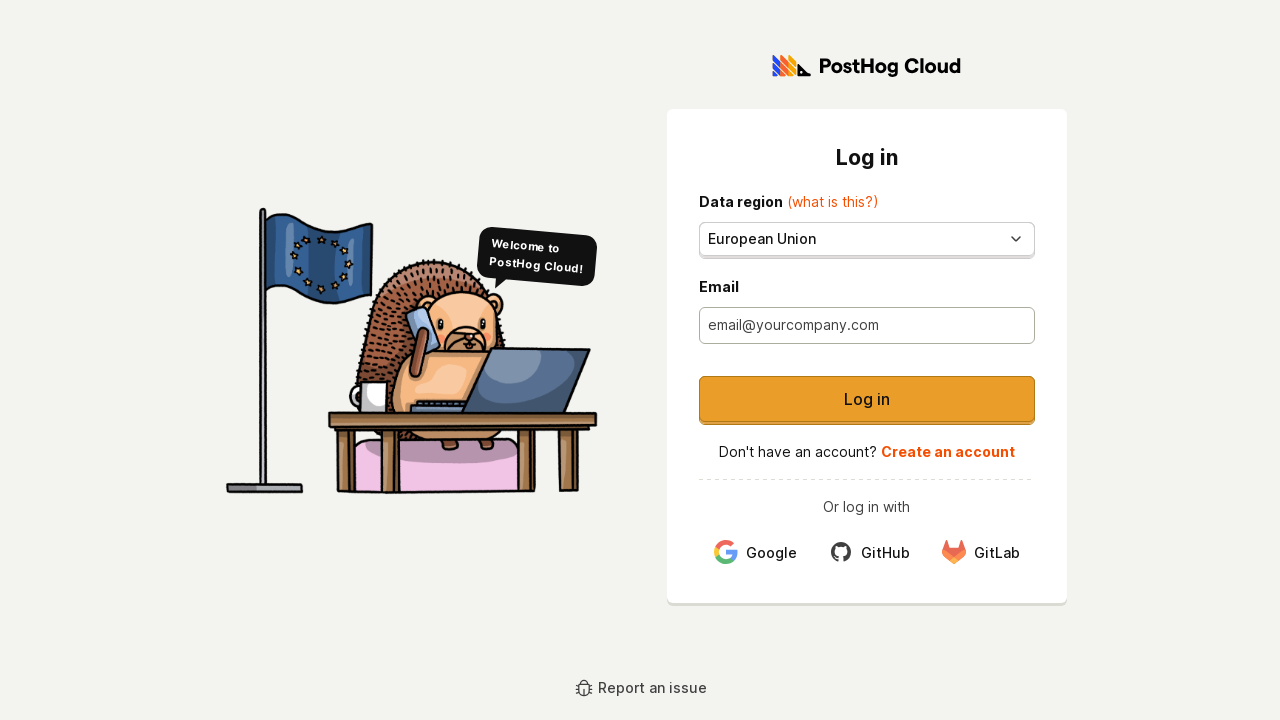 PostHog Cloud
Welcome to
PostHog Cloud!
Log in
Data region (what is this?)
European Union
Email
email@yourcompany.com
Log in
Don't have an account? Create an account
Or log in with
Google
GitHub
GitLab
Report an issue